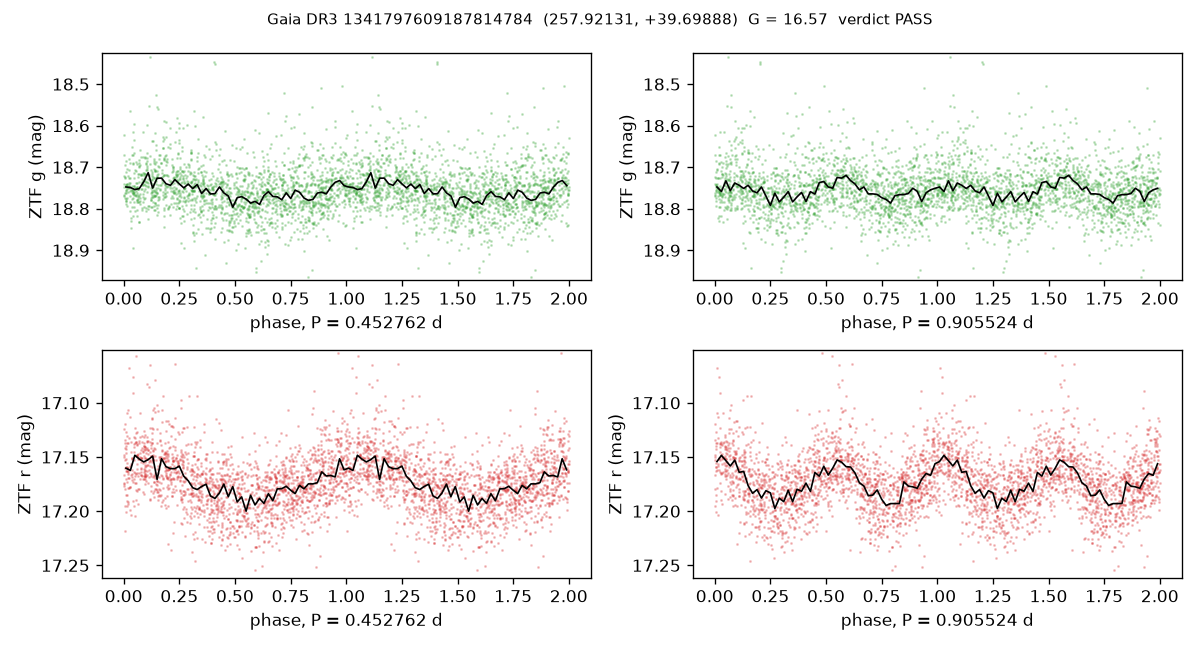 Gaia DR3 1341797609187814784 (257.92131, +39.69888) G = 16.57 verdict PASS
ZTF g (mag)
18.5
18.6
18.7
18.8
18.9
0.00 0.25 0.50 0.75 1.00 1.25 1.50 1.75 2.00
phase, P = 0.452762 d
ZTF g (mag)
18.5
18.6
18.7
18.8
18.9
0.00 0.25 0.50 0.75 1.00 1.25 1.50 1.75 2.00
phase, P = 0.905524 d
ZTF r (mag)
17.10
17.15
17.20
17.25
0.00 0.25 0.50 0.75 1.00 1.25 1.50 1.75 2.00
phase, P = 0.452762 d
ZTF r (mag)
17.10
17.15
17.20
17.25
0.00 0.25 0.50 0.75 1.00 1.25 1.50 1.75 2.00
phase, P = 0.905524 d